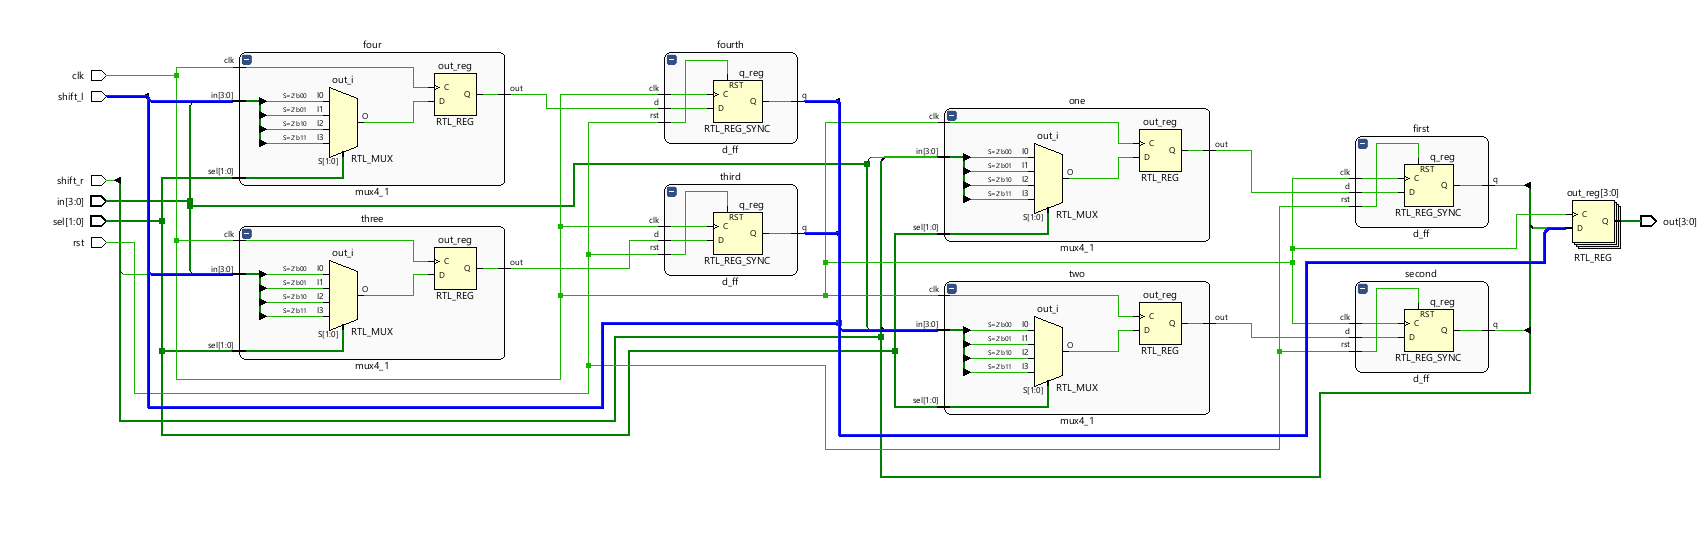 clk
shift_l
shift_r
in[3:0]
sel[1:0]
rst
four
clk
in[3:0]
sel[1:0]
out_i
S=2'b00 I0
S=2'b01 I1
S=2'b10 I2
S=2'b11 I3
S[1:0]
O
RTL_MUX
out_reg
C
D
Q
RTL_REG
out
mux4_1
three
clk
in[3:0]
sel[1:0]
out_i
S=2'b00 I0
S=2'b01 I1
S=2'b10 I2
S=2'b11 I3
S[1:0]
O
RTL_MUX
out_reg
C
D
Q
RTL_REG
out
mux4_1
fourth
clk
d
rst
q_reg
RST
C
D
Q
RTL_REG_SYNC
q
d_ff
third
clk
d
rst
q_reg
RST
C
D
Q
RTL_REG_SYNC
q
d_ff
one
clk
in[3:0]
sel[1:0]
out_i
S=2'b00 I0
S=2'b01 I1
S=2'b10 I2
S=2'b11 I3
S[1:0]
O
RTL_MUX
out_reg
C
D
Q
RTL_REG
out
mux4_1
two
clk
in[3:0]
sel[1:0]
out_i
S=2'b00 I0
S=2'b01 I1
S=2'b10 I2
S=2'b11 I3
S[1:0]
O
RTL_MUX
out_reg
C
D
Q
RTL_REG
out
mux4_1
first
clk
d
rst
q_reg
RST
C
D
Q
RTL_REG_SYNC
q
d_ff
second
clk
d
rst
q_reg
RST
C
D
Q
RTL_REG_SYNC
q
d_ff
out_reg[3:0]
C
D
Q
RTL_REG
out[3:0]